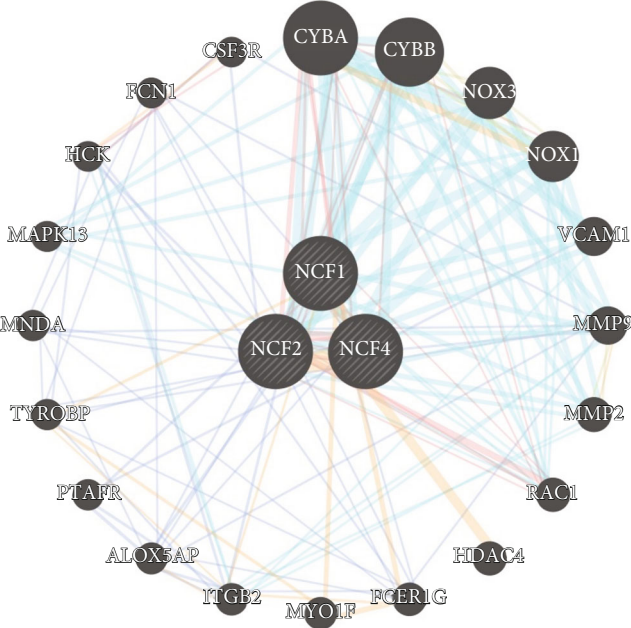 CYBA
CYBB
CSF3R
NOX3
FCN1
NOX1
HCK
MAPK13
VCAM1
NCF1
MNDA
MMP9
NCF2
NCF4
TYROBP
MMP2
PTAFR
RAC1
ALOX5AP
HDAC4
ITGB2
FCER1G
MYO1F